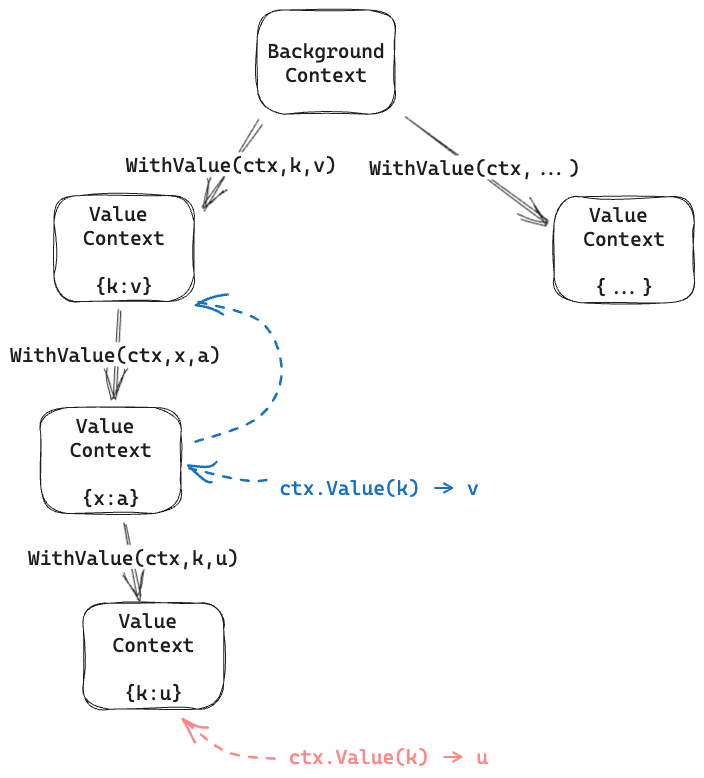 Background
Context
WithValue(ctx,k,v)
WithValue(ctx, ...)
Value
Context
{k:v}
Value
Context
{ ... }
WithValue(ctx,x,a)
Value
Context
{x:a}
ctx.Value(k) → v
WithValue(ctx,k,u)
Value
Context
{k:u}
ctx.Value(k) → u